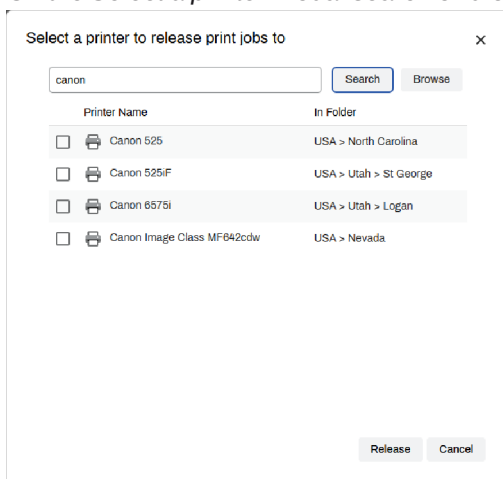 Select a printer to release print jobs to
canon Search Browse
Printer Name In Folder
Canon 525 USA > North Carolina
Canon 525iF USA > Utah > St George
Canon 6575i USA > Utah > Logan
Canon Image Class MF642cdw USA > Nevada
Release Cancel